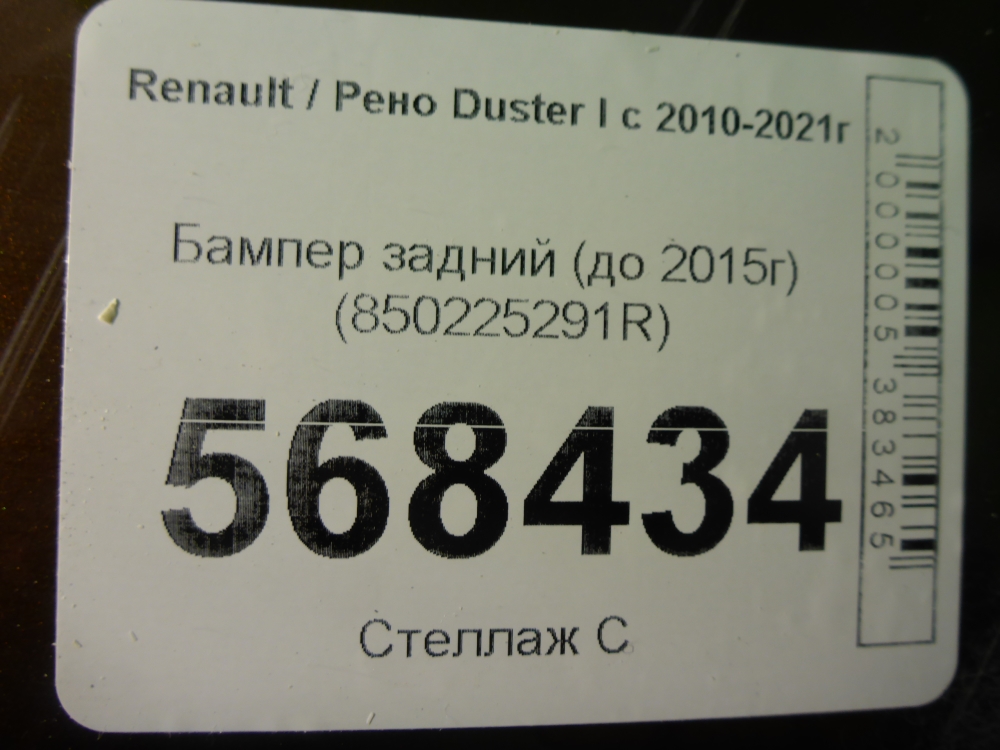 Renault / Рено Duster I с 2010-2021г
Бампер задний (до 2015г)
(850225291R)
568434
Стеллаж С
2000005383465